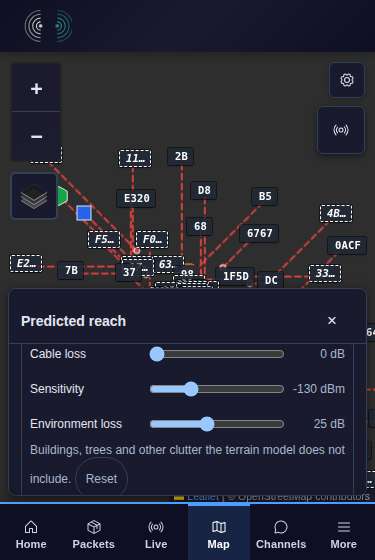 +
−
11…
2B
E320
D8
B5
4B…
68
F5…
F0…
6767
0ACF
E2…
7B
37
63…
98
1F5D
DC
33…
Predicted reach
×
Cable loss 0 dB
Sensitivity -130 dBm
Environment loss 25 dB
Buildings, trees and other clutter the terrain model does not
include. Reset
Leaflet | © OpenStreetMap contributors
Home Packets Live Map Channels More